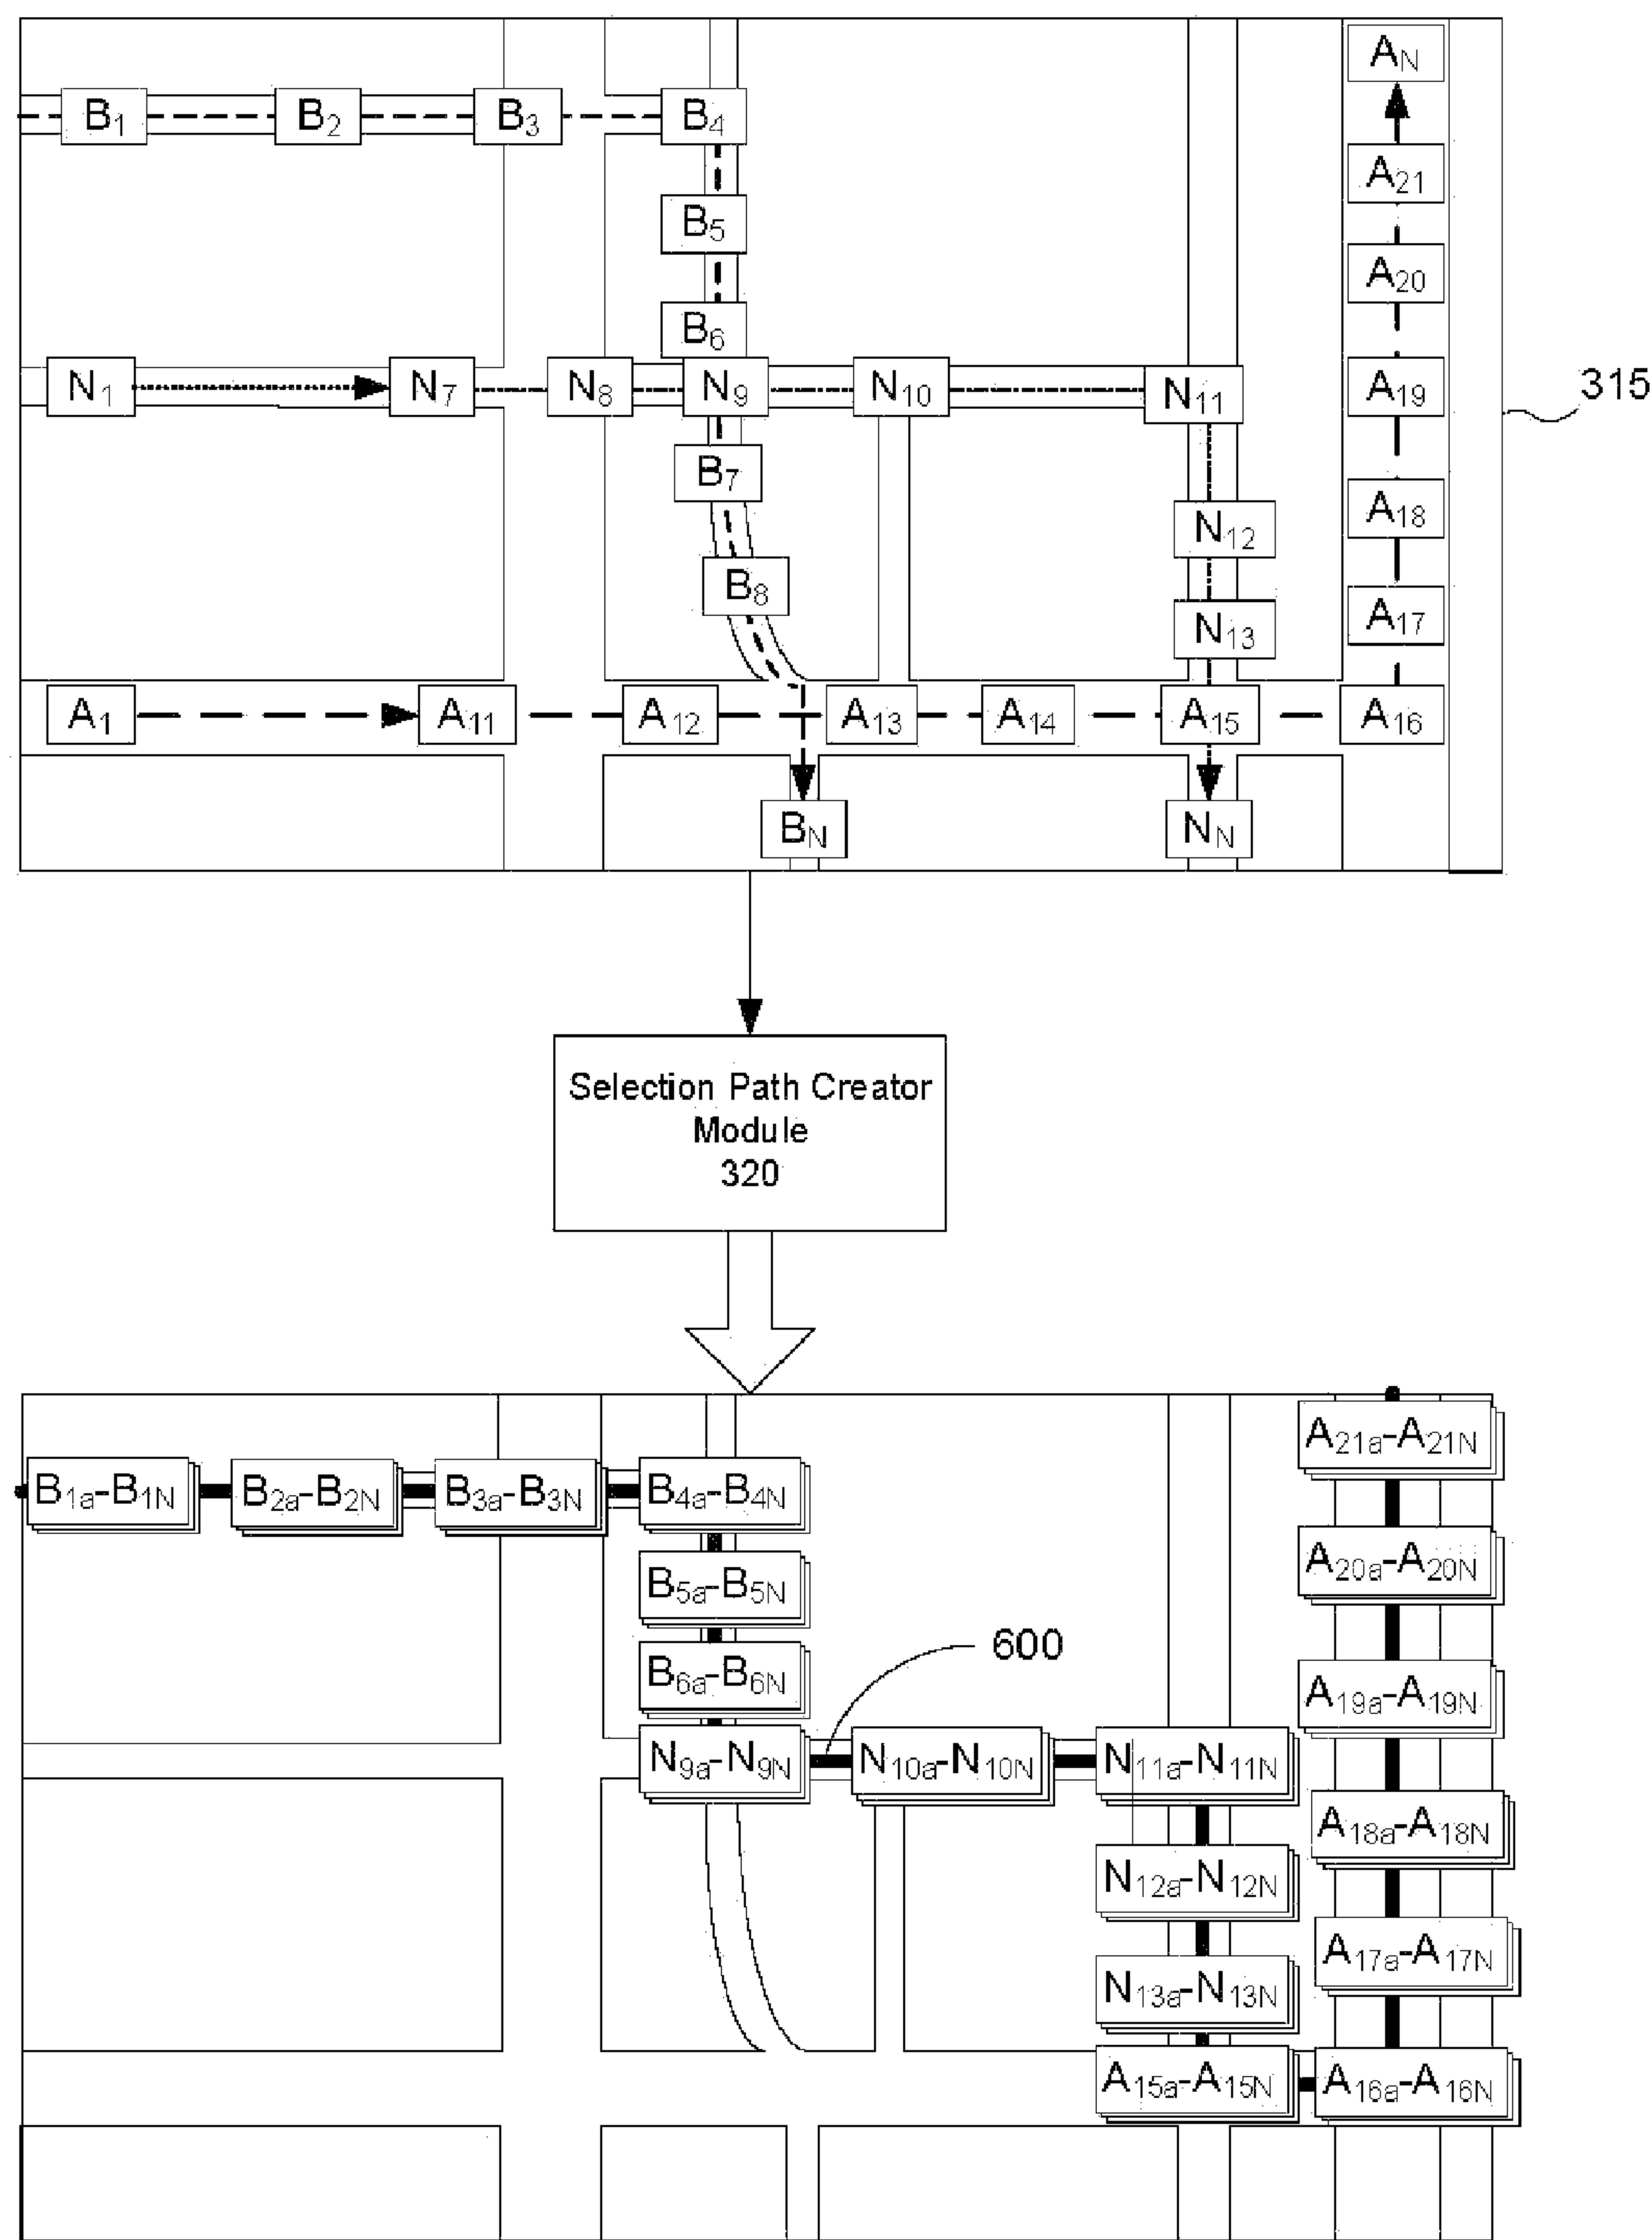 B1 B2 B3 B4 AN
A21
B5
A20
B6
N1 N7 N8 N9 N10 N11 A19 315
B7
A18
N12
B8
A17
N13
A1 A11 A12 A13 A14 A15 A16
BN NN
Selection Path Creator
Module
320
A21a-A21N
B1a-B1N B2a-B2N B3a-B3N B4a-B4N
A20a-A20N
B5a-B5N
600
B6a-B6N
A19a-A19N
N9a-N9N N10a-N10N N11a-N11N
A18a-A18N
N12a-N12N
A17a-A17N
N13a-N13N
A15a-A15N A16a-A16N